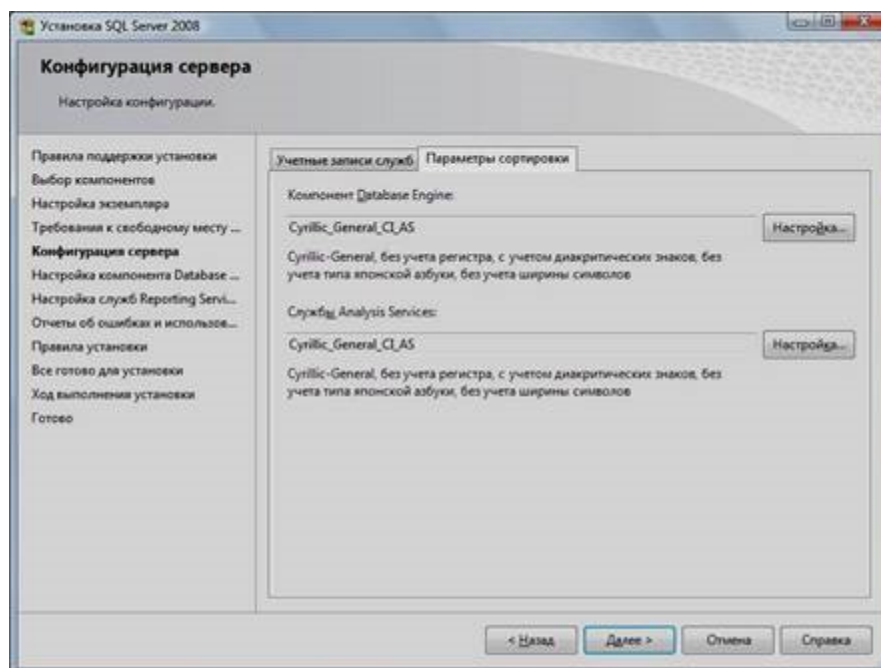 Установка SQL Server 2008
Конфигурация сервера
Настройка конфигурации.
Правила поддержки установки
Выбор компонентов
Настройка экземпляра
Требования к свободному месту ...
Конфигурация сервера
Настройка компонента Database ...
Настройка служб Reporting Servi...
Отчеты об ошибках и использов...
Правила установки
Все готово для установки
Ход выполнения установки
Готово
Учетные записи служб
Параметры сортировки
Компонент Database Engine:
Cyrillic_General_CI_AS
Настройка...
Cyrillic-General, без учета регистра, с учетом диакритических знаков, без
учета типа японской азбуки, без учета ширины символов
Службы Analysis Services:
Cyrillic_General_CI_AS
Настройка...
Cyrillic-General, без учета регистра, с учетом диакритических знаков, без
учета типа японской азбуки, без учета ширины символов
< Назад
Далее >
Отмена
Справка